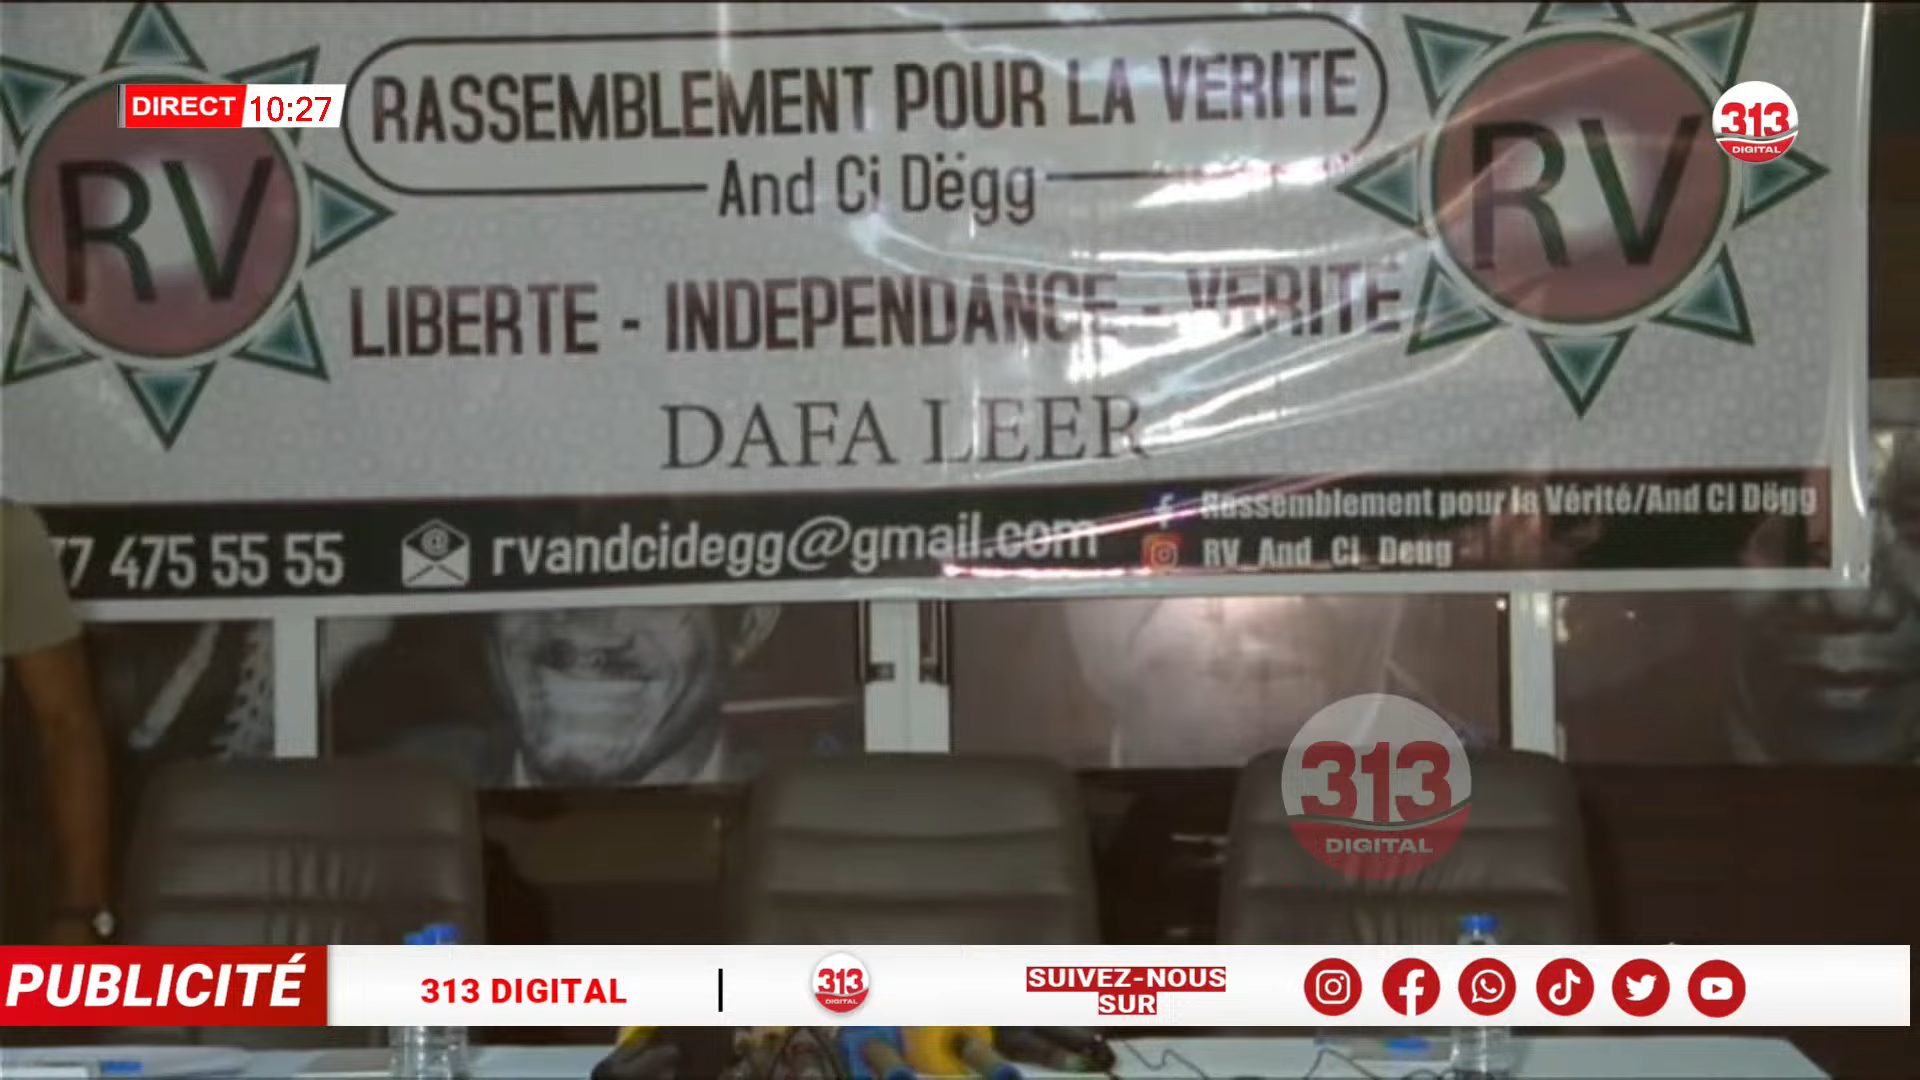 RASSEMBLEMENT POUR LA VERITE
And Ci Dëgg
RV
RV
LIBERTE - INDEPENDANCE - VERITE
DAFA LEER
77 475 55 55
rvandcidegg@gmail.com
Rassemblement pour la Vérité/And Ci Dëgg
RV_And_Ci_Deug
DIRECT 10:27
313
DIGITAL
313
DIGITAL
PUBLICITÉ
313 DIGITAL
|
313
DIGITAL
SUIVEZ-NOUS
SUR